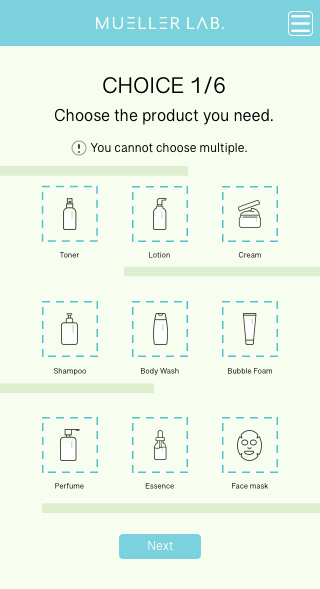 MUELLER LAB.
CHOICE 1/6
Choose the product you need.
You cannot choose multiple.
Toner Lotion Cream
Shampoo Body Wash Bubble Foam
Perfume Essence Face mask
Next